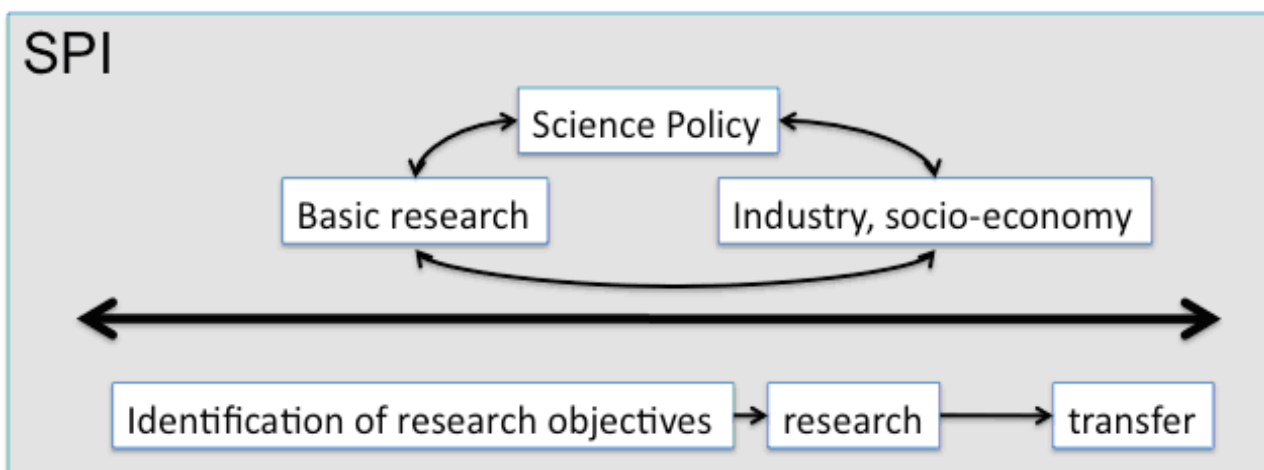 SPI
Science Policy
Basic research
Industry, socio-economy
Identification of research objectives
research
transfer